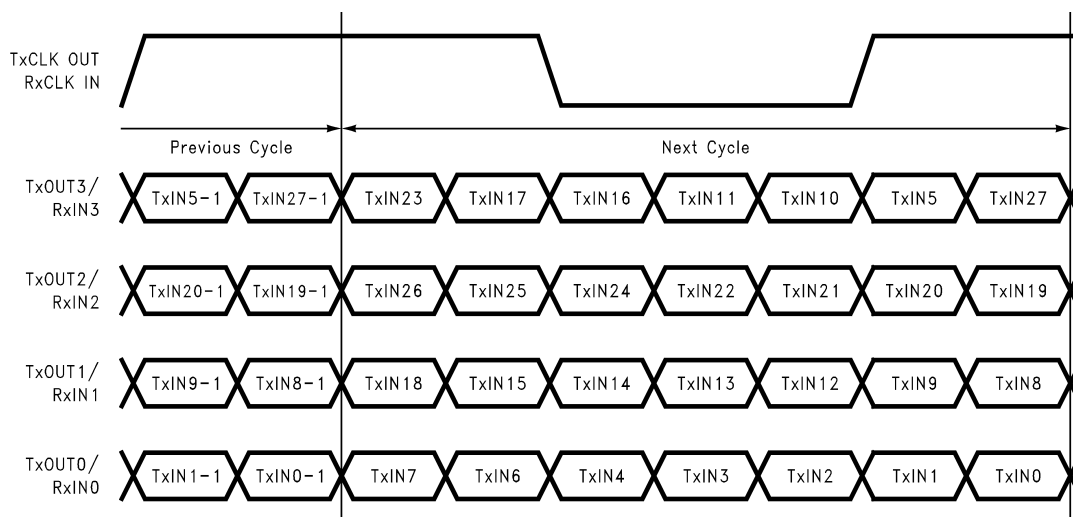 TxCLK OUT
RxCLK IN
Previous Cycle Next Cycle
TxOUT3/
RxIN3
TxIN5-1 TxIN27-1 TxIN23 TxIN17 TxIN16 TxIN11 TxIN10 TxIN5 TxIN27
TxOUT2/
RxIN2
TxIN20-1 TxIN19-1 TxIN26 TxIN25 TxIN24 TxIN22 TxIN21 TxIN20 TxIN19
TxOUT1/
RxIN1
TxIN9-1 TxIN8-1 TxIN18 TxIN15 TxIN14 TxIN13 TxIN12 TxIN9 TxIN8
TxOUT0/
RxIN0
TxIN1-1 TxIN0-1 TxIN7 TxIN6 TxIN4 TxIN3 TxIN2 TxIN1 TxIN0